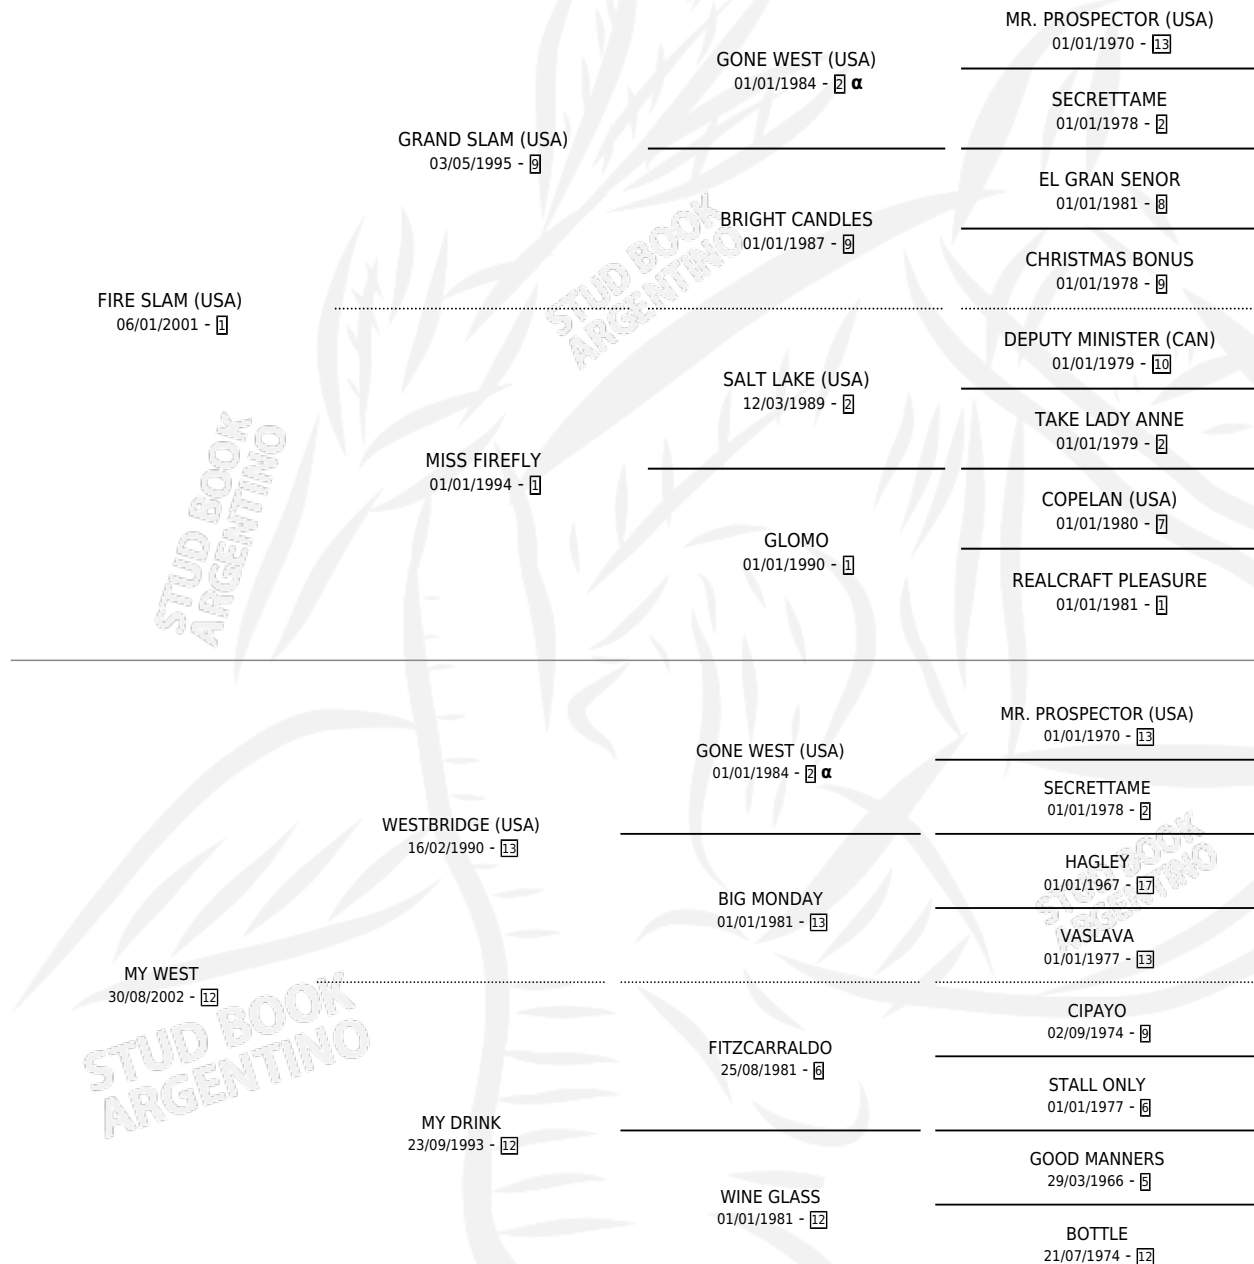 MR. PROSPECTOR (USA)
01/01/1970 - 13
GONE WEST (USA)
01/01/1984 - 2 α
SECRETTAME
01/01/1978 - 2
GRAND SLAM (USA)
03/05/1995 - 9
EL GRAN SENOR
01/01/1981 - 8
BRIGHT CANDLES
01/01/1987 - 9
CHRISTMAS BONUS
01/01/1978 - 9
FIRE SLAM (USA)
06/01/2001 - 1
DEPUTY MINISTER (CAN)
01/01/1979 - 10
SALT LAKE (USA)
12/03/1989 - 2
TAKE LADY ANNE
01/01/1979 - 2
MISS FIREFLY
01/01/1994 - 1
COPELAN (USA)
01/01/1980 - 7
GLOMO
01/01/1990 - 1
REALCRAFT PLEASURE
01/01/1981 - 1
STUD BOOK
ARGENTINO
STUD BOOK
ARGENTINO
MR. PROSPECTOR (USA)
01/01/1970 - 13
GONE WEST (USA)
01/01/1984 - 2 α
SECRETTAME
01/01/1978 - 2
WESTBRIDGE (USA)
16/02/1990 - 13
HAGLEY
01/01/1967 - 17
BIG MONDAY
01/01/1981 - 13
VASLAVA
01/01/1977 - 13
MY WEST
30/08/2002 - 12
CIPAYO
02/09/1974 - 9
FITZCARRALDO
25/08/1981 - 6
STALL ONLY
01/01/1977 - 6
MY DRINK
23/09/1993 - 12
GOOD MANNERS
29/03/1966 - 5
WINE GLASS
01/01/1981 - 12
BOTTLE
21/07/1974 - 12
STUD BOOK
ARGENTINO
STUD BOOK
ARGENTINO